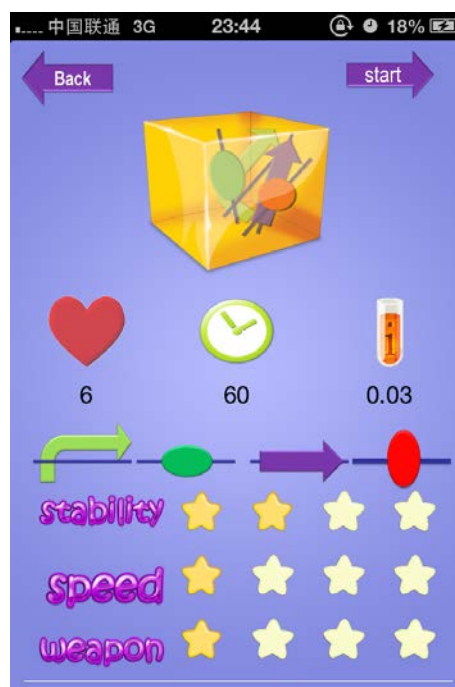 中国联通 3G 23:44 18%
Back start
i
6 60 0.03
stability
speed
weapon